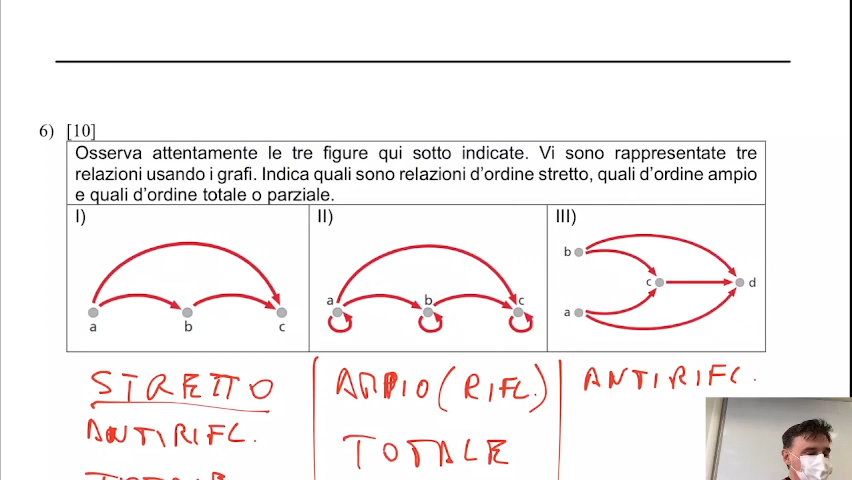 6) [10]
Osserva attentamente le tre figure qui sotto indicate. Vi sono rappresentate tre
relazioni usando i grafi. Indica quali sono relazioni d'ordine stretto, quali d'ordine ampio
e quali d'ordine totale o parziale.
I) II) III)
a b c
a b c
b c d a
STRETTO AMPIO (RIFL.) ANTIRIFL.
ANTIRIFL. TOTALE